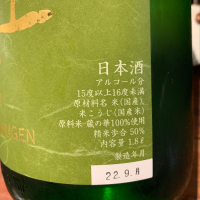 UGEN
日本酒
アルコール分
15度以上16度未満
原材料名 米(国産)
米こうじ(国産米)
原料米・蔵の華100%使用
精米歩合 50%
内容量 1.8ℓ
製造年月
22.9.月